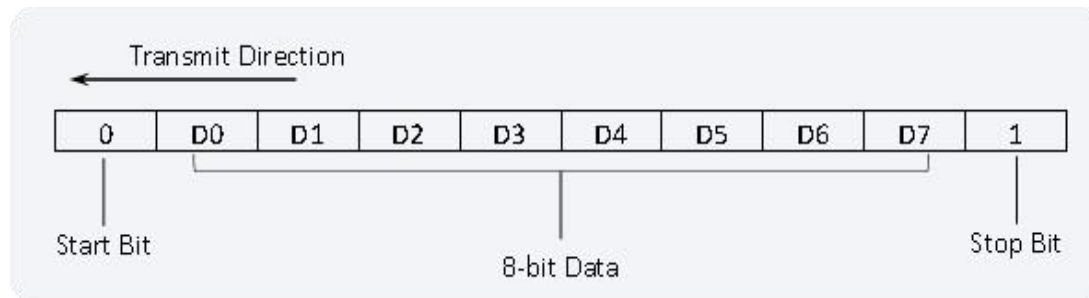 Transmit Direction
0 D0 D1 D2 D3 D4 D5 D6 D7 1
Start Bit
8-bit Data
Stop Bit